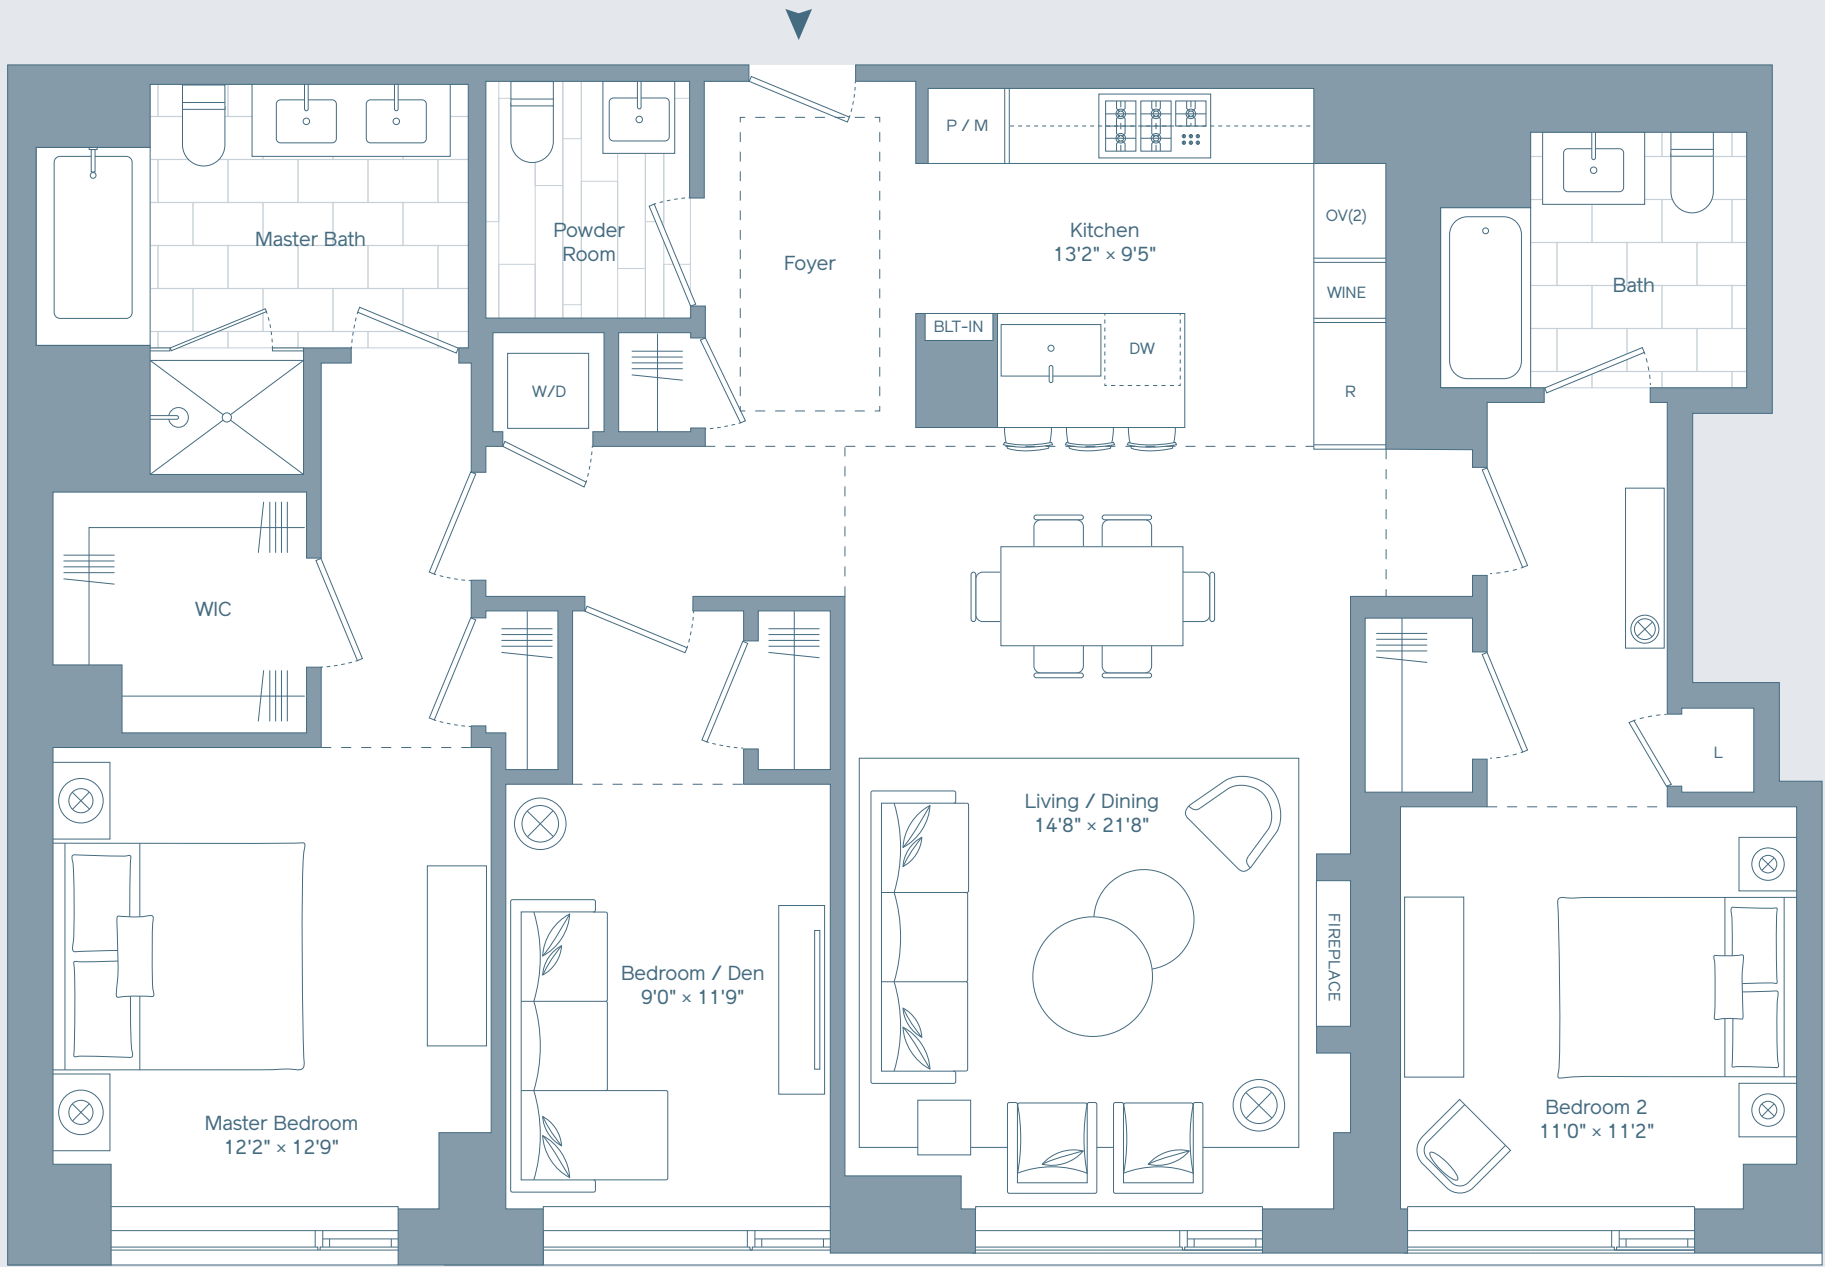 P / M
Master Bath
Powder
Room
Foyer
Kitchen
13'2" × 9'5"
OV(2)
WINE
R
BLT-IN
DW
W/D
Bath
WIC
L
Living / Dining
14'8" × 21'8"
FIREPLACE
Bedroom / Den
9'0" × 11'9"
Master Bedroom
12'2" × 12'9"
Bedroom 2
11'0" × 11'2"